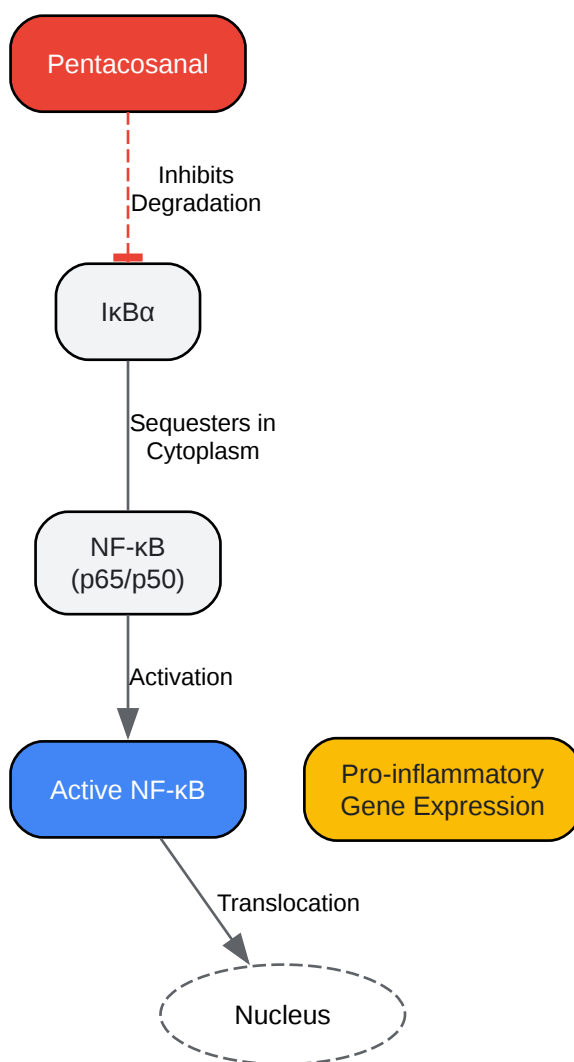 Pentacosanal
Inhibits
Degradation
IκBα
Sequesters in
Cytoplasm
NF-κB
(p65/p50)
Activation
Active NF-κB
Pro-inflammatory
Gene Expression
Translocation
Nucleus